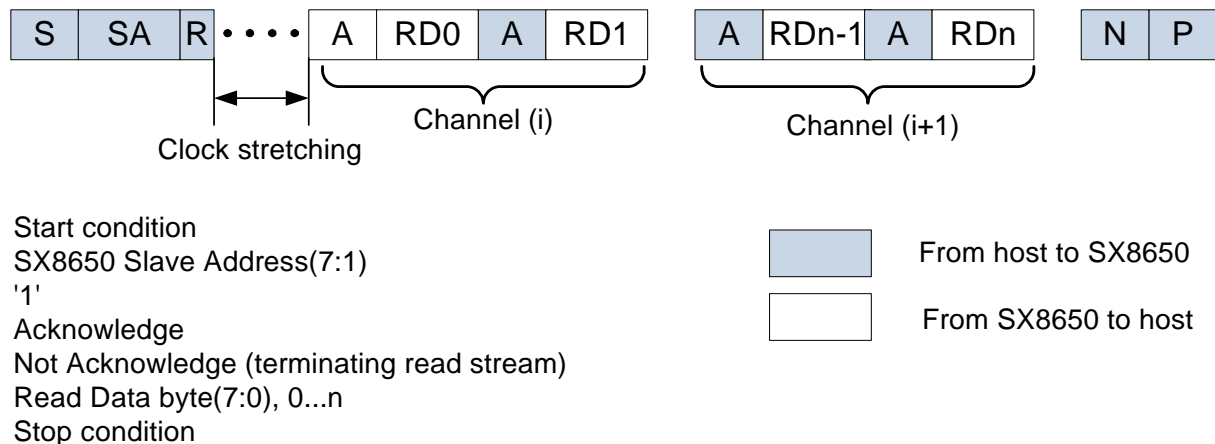 S SA R A RD0 A RD1 A RDn-1 A RDn N P
Channel (i)
Channel (i+1)
Clock stretching
Start condition
SX8650 Slave Address(7:1)
'1'
Acknowledge
Not Acknowledge (terminating read stream)
Read Data byte(7:0), 0...n
Stop condition
From host to SX8650
From SX8650 to host